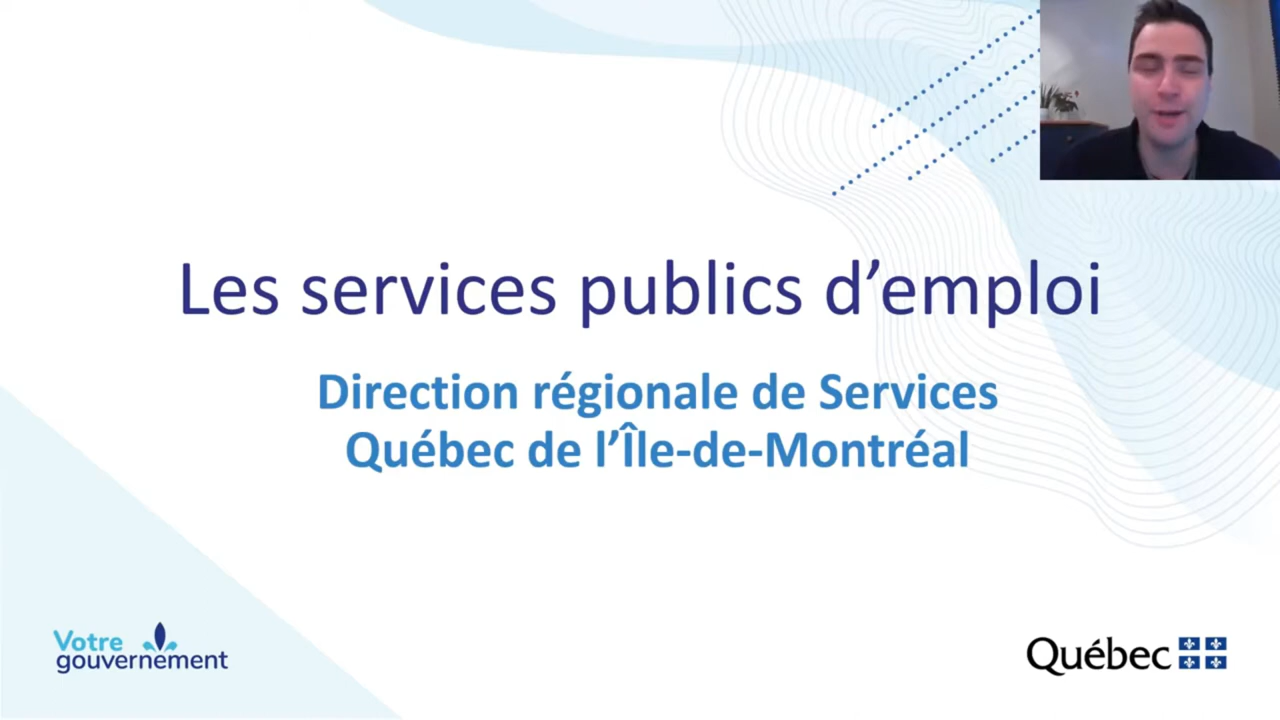 Les services publics d’emploi
Direction régionale de Services
Québec de l’Île-de-Montréal
Votre
gouvernement
Québec